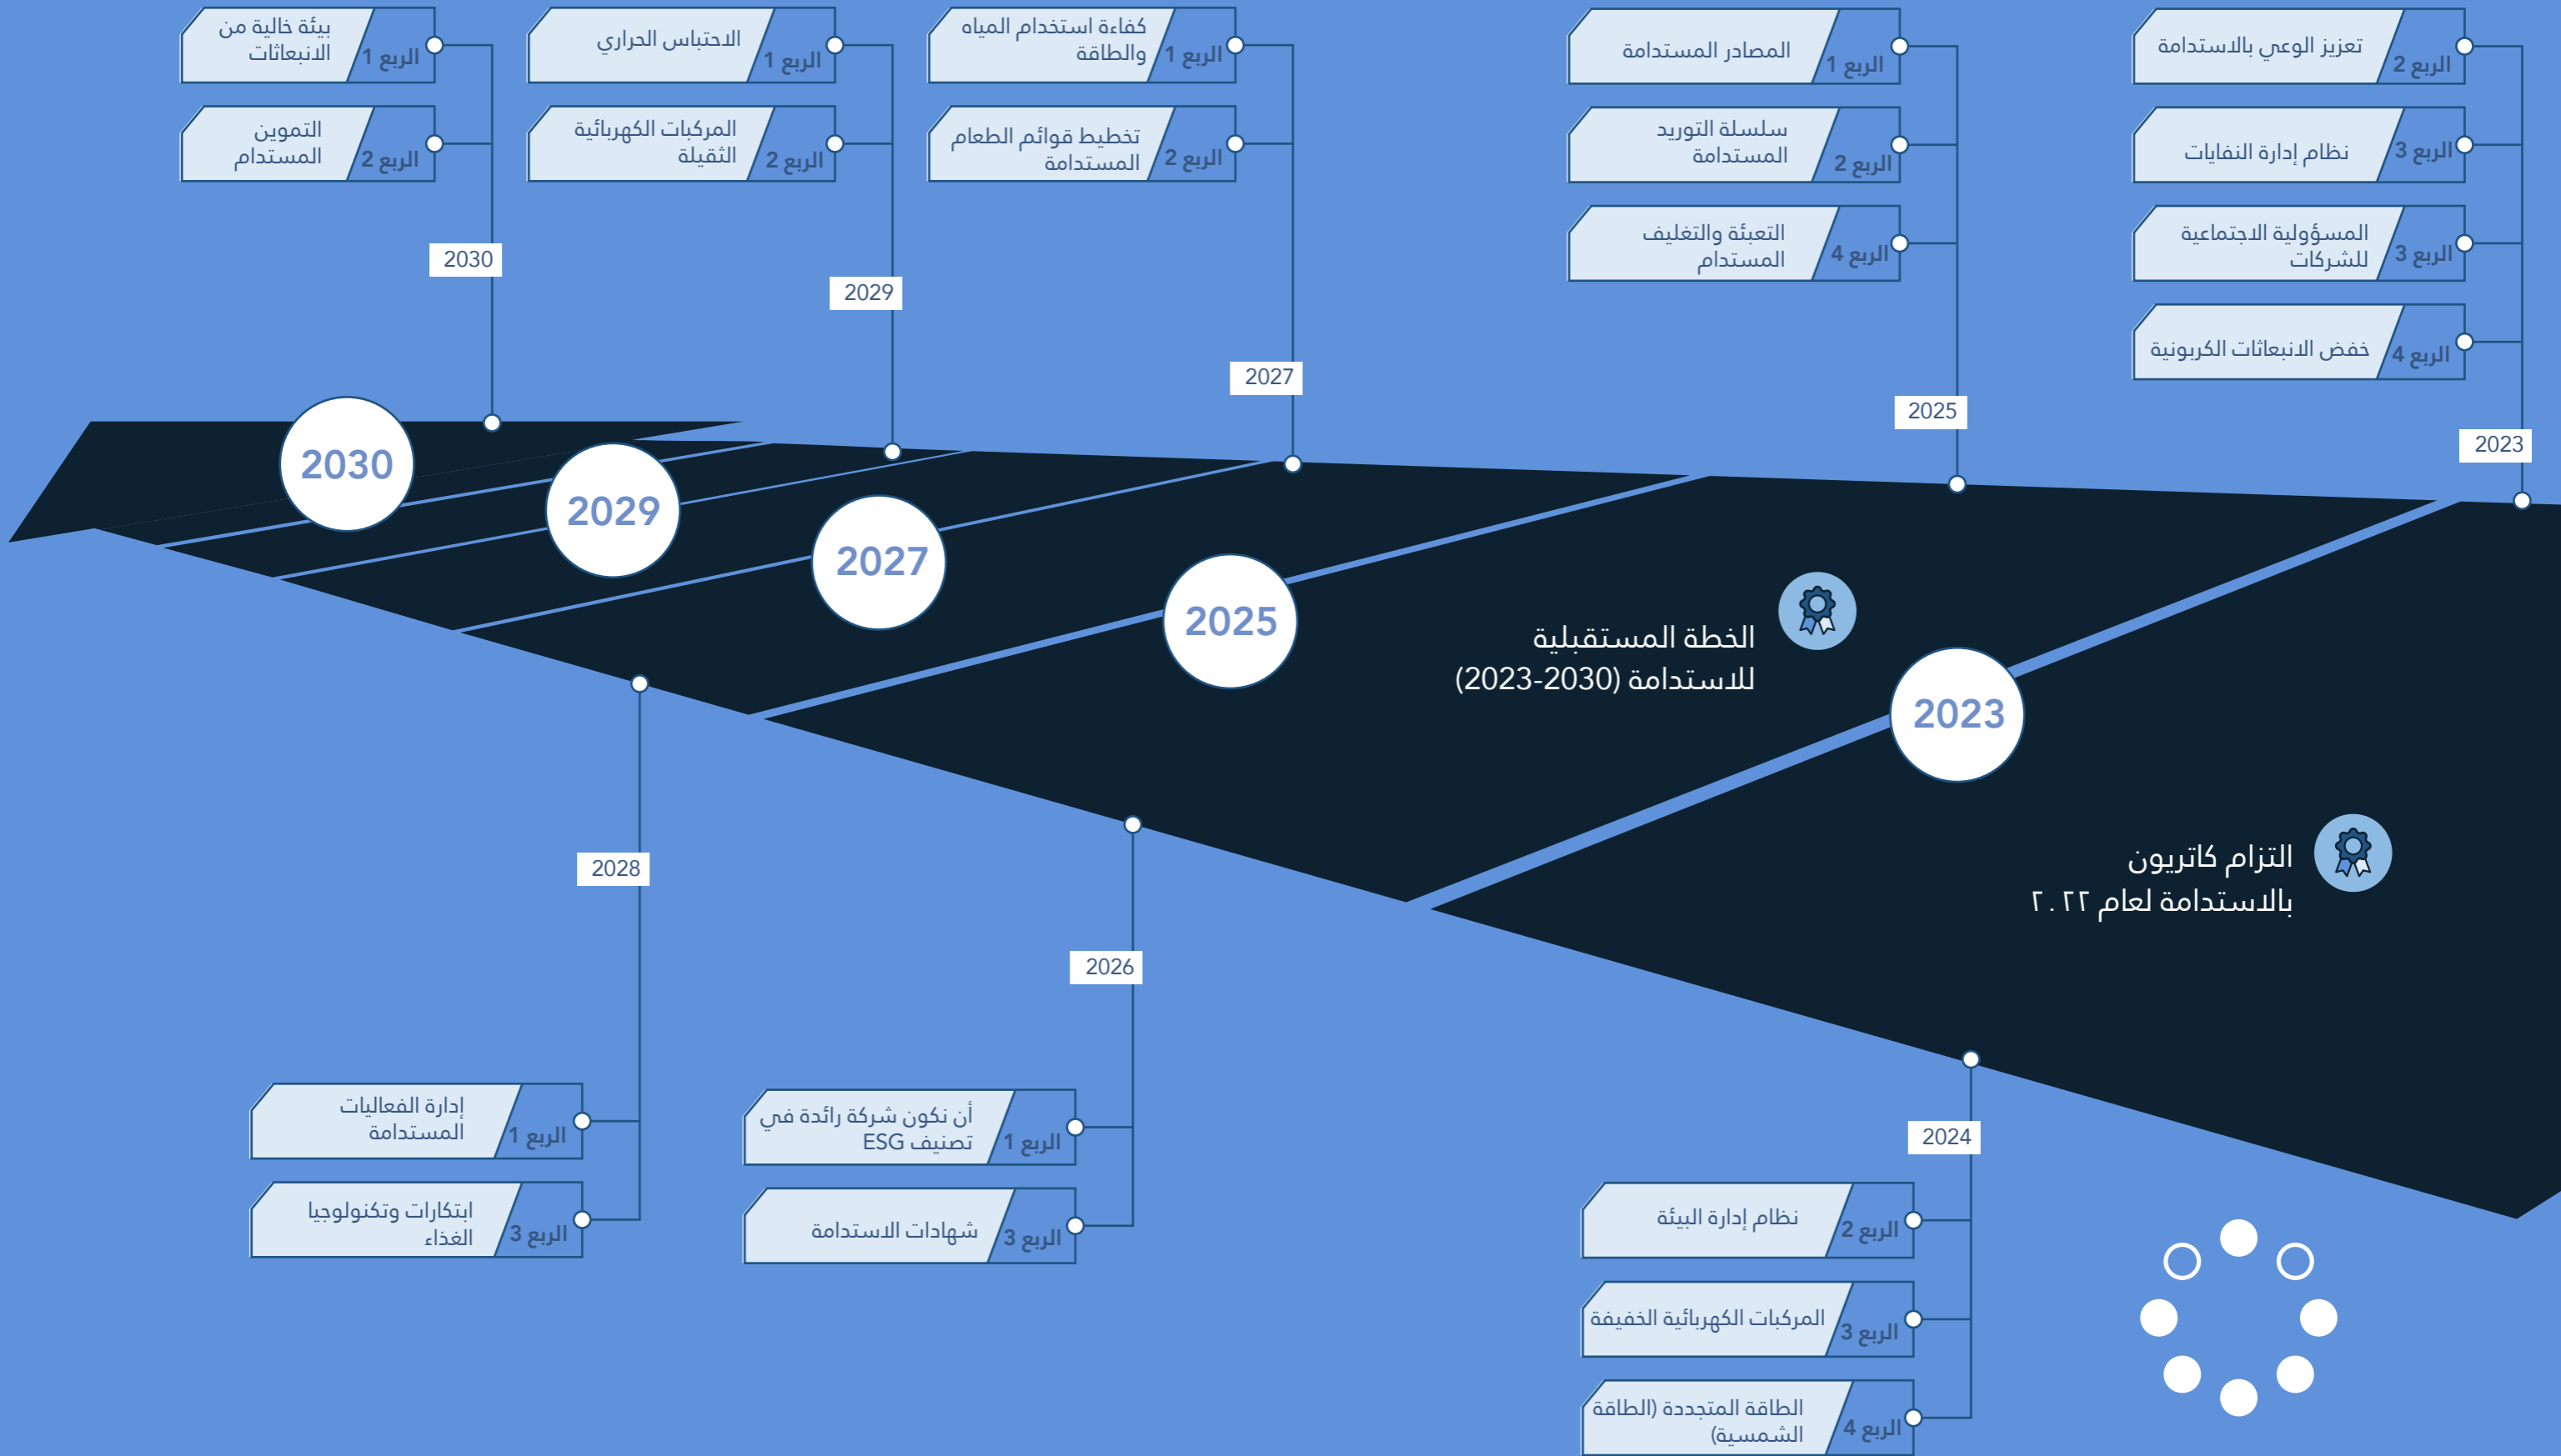 تعزيز الوعي بالاستدامة
الربع 2
نظام إدارة النفايات
الربع 3
المسؤولية الاجتماعية
للشركات
الربع 3
خفض الانبعاثات الكربونية
الربع 4
2023
المصادر المستدامة
الربع 1
سلسلة التوريد
المستدامة
الربع 2
التعبئة والتغليف
المستدام
الربع 4
2025
كفاءة استخدام المياه
والطاقة
الربع 1
تخطيط قوائم الطعام
المستدامة
الربع 2
2027
الاحتباس الحراري
الربع 1
المركبات الكهربائية
الثقيلة
الربع 2
2029
بيئة خالية من
الانبعاثات
الربع 1
التموين
المستدام
الربع 2
2030
2023
2025
2027
2029
2030
الخطة المستقبلية
للاستدامة (2030-2023)
التزام كاتريون
بالاستدامة لعام ٢٠٢٢
2024
نظام إدارة البيئة
الربع 2
المركبات الكهربائية الخفيفة
الربع 3
الطاقة المتجددة (الطاقة
الشمسية)
الربع 4
2026
أن نكون شركة رائدة في
تصنيف ESG
الربع 1
شهادات الاستدامة
الربع 3
2028
إدارة الفعاليات
المستدامة
الربع 1
ابتكارات وتكنولوجيا
الغذاء
الربع 3